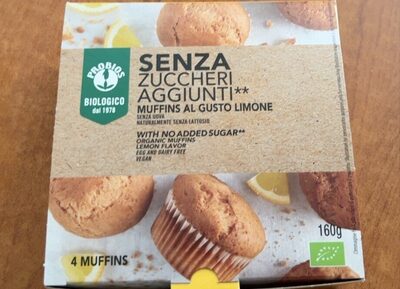 PROBIOS
BIOLOGICO
dal 1978
SENZA
ZUCCHERI
AGGIUNTI**
MUFFINS AL GUSTO LIMONE
SENZA UOVA
NATURALMENTE SENZA LATTOSIO
WITH NO ADDED SUGAR**
ORGANIC MUFFINS
LEMON FLAVOR
EGG AND DAIRY FREE
VEGAN
160g
4 MUFFINS